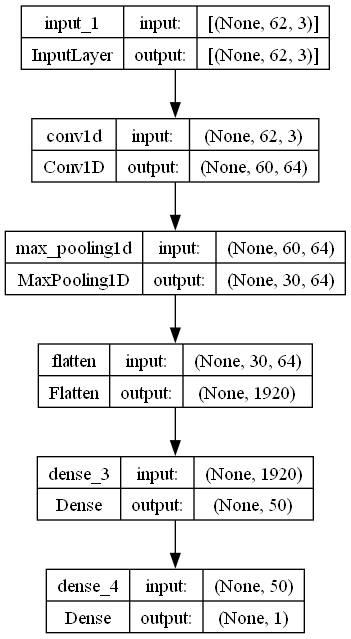 input_1 input: [(None, 62, 3)]
InputLayer output: [(None, 62, 3)]
conv1d input: (None, 62, 3)
Conv1D output: (None, 60, 64)
max_pooling1d input: (None, 60, 64)
MaxPooling1D output: (None, 30, 64)
flatten input: (None, 30, 64)
Flatten output: (None, 1920)
dense_3 input: (None, 1920)
Dense output: (None, 50)
dense_4 input: (None, 50)
Dense output: (None, 1)